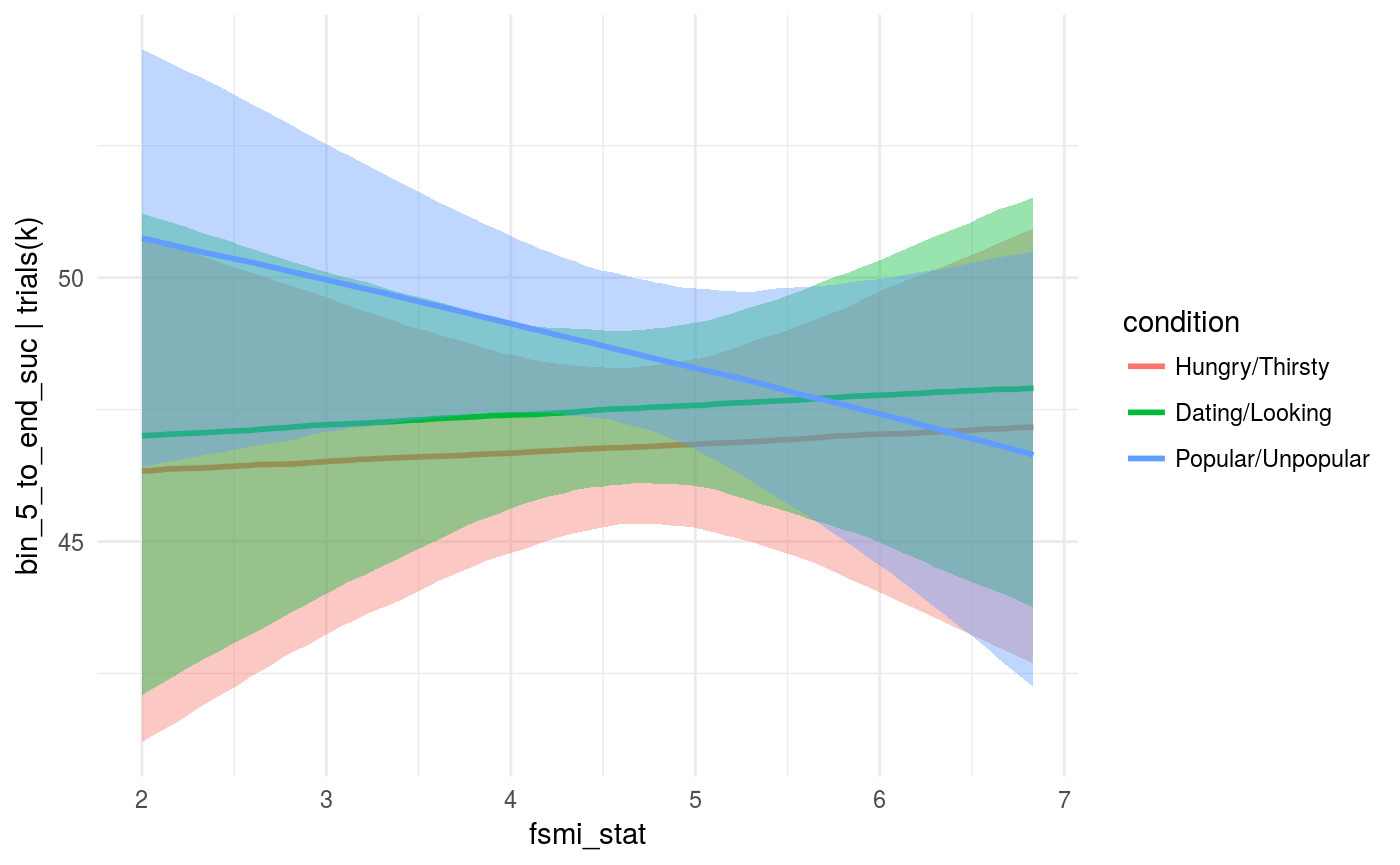 bin_5_to_end_suc | trials(k)
50
45
2 3 4 5 6 7
fsmi_stat
condition
Hungry/Thirsty
Dating/Looking
Popular/Unpopular